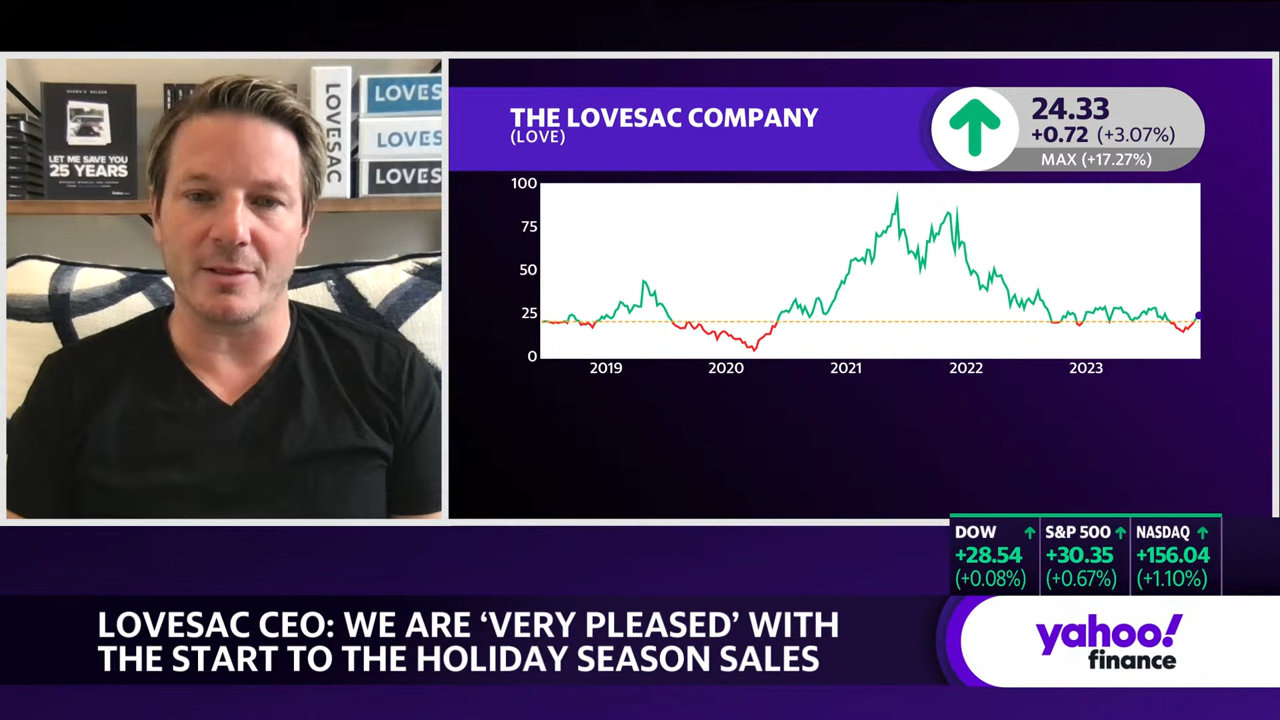 SHAWN D. NELSON
LET ME SAVE YOU
25 YEARS
LOVESAC
LOVES
LOVES
LOVES
THE LOVESAC COMPANY
(LOVE)
24.33
+0.72 (+3.07%)
MAX (+17.27%)
100
75
50
25
0
2019 2020 2021 2022 2023
DOW
+28.54
(+0.08%)
S&P 500
+30.35
(+0.67%)
NASDAQ
+156.04
(+1.10%)
LOVESAC CEO: WE ARE ‘VERY PLEASED’ WITH
THE START TO THE HOLIDAY SEASON SALES
yahoo!
finance